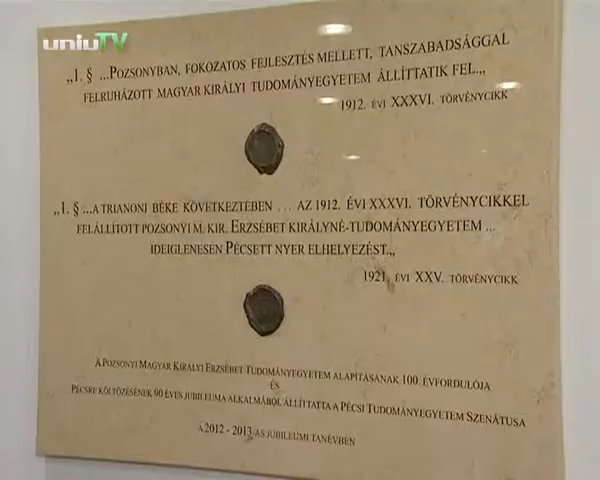 uniuTV
„1. § ...POZSONYBAN, FOKOZATOS FEJLESZTÉS MELLETT, TANSZABADSÁGGAL
FELRUHÁZOTT MAGYAR KIRÁLYI TUDOMÁNYEGYETEM ÁLLÍTTATIK FEL..„
1912. ÉVI XXXVI. TÖRVÉNYCIKK
„1. § ...A TRIANONI BÉKE KÖVETKEZTÉBEN ... AZ 1912. ÉVI XXXVI. TÖRVÉNYCIKKEL
FELÁLLÍTOTT POZSONYI M. KIR. ERZSÉBET KIRÁLYNÉ-TUDOMÁNYEGYETEM ...
IDEIGLENESEN PÉCSETT NYER ELHELYEZÉST.„
1921. ÉVI XXV. TÖRVÉNYCIKK
A POZSONYI MAGYAR KIRÁLYI ERZSÉBET TUDOMÁNYEGYETEM ALAPÍTÁSÁNAK 100. ÉVFORDULÓJA
ÉS
PÉCSRE KÖLTÖZÉSÉNEK 90 ÉVES JUBILEUMA ALKALMÁBÓL ÁLLÍTTATTA A PÉCSI TUDOMÁNYEGYETEM SZENÁTUSA
A 2012 - 2013-AS JUBILEUMI TANÉVBEN